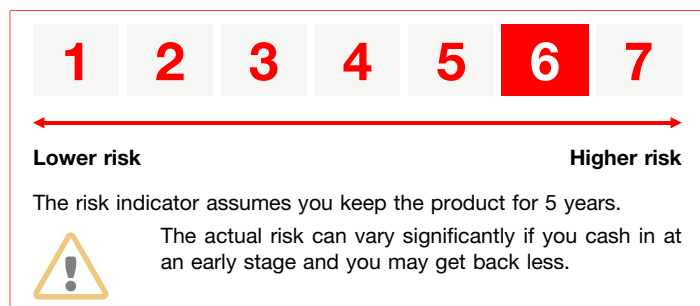 1 2 3 4 5 6 7
Lower risk Higher risk
The risk indicator assumes you keep the product for 5 years.
The actual risk can vary significantly if you cash in at
an early stage and you may get back less.